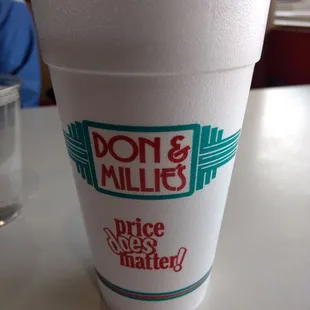 DON &
MILLIE'S
price
does
matter!